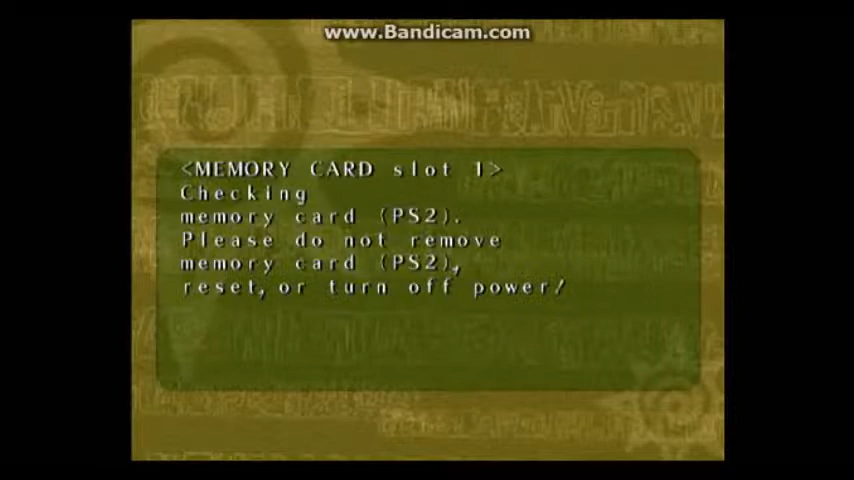 www.Bandicam.com
<MEMORY CARD slot 1>
Checking
memory card (PS2).
Please do not remove
memory card (PS2),
reset, or turn off power!